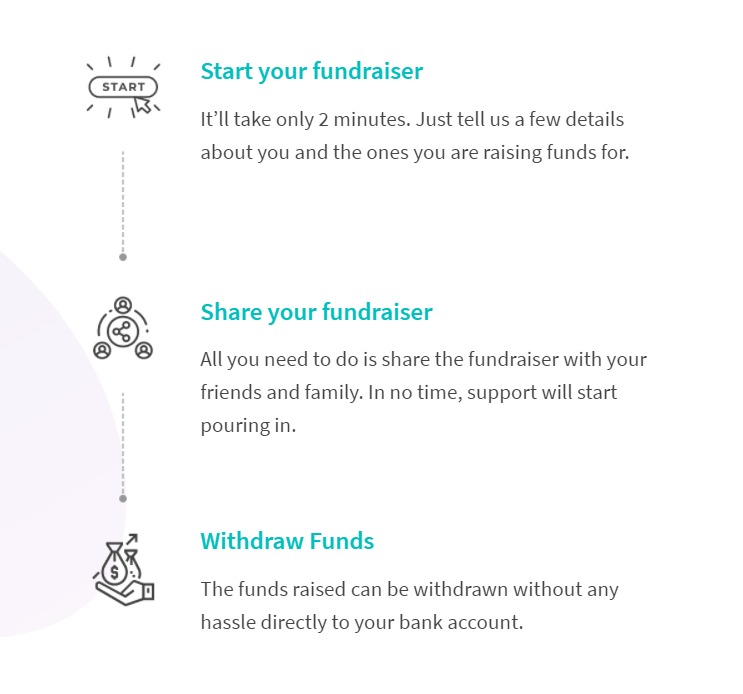 START
Start your fundraiser
It’ll take only 2 minutes. Just tell us a few details
about you and the ones you are raising funds for.
Share your fundraiser
All you need to do is share the fundraiser with your
friends and family. In no time, support will start
pouring in.
$
Withdraw Funds
The funds raised can be withdrawn without any
hassle directly to your bank account.